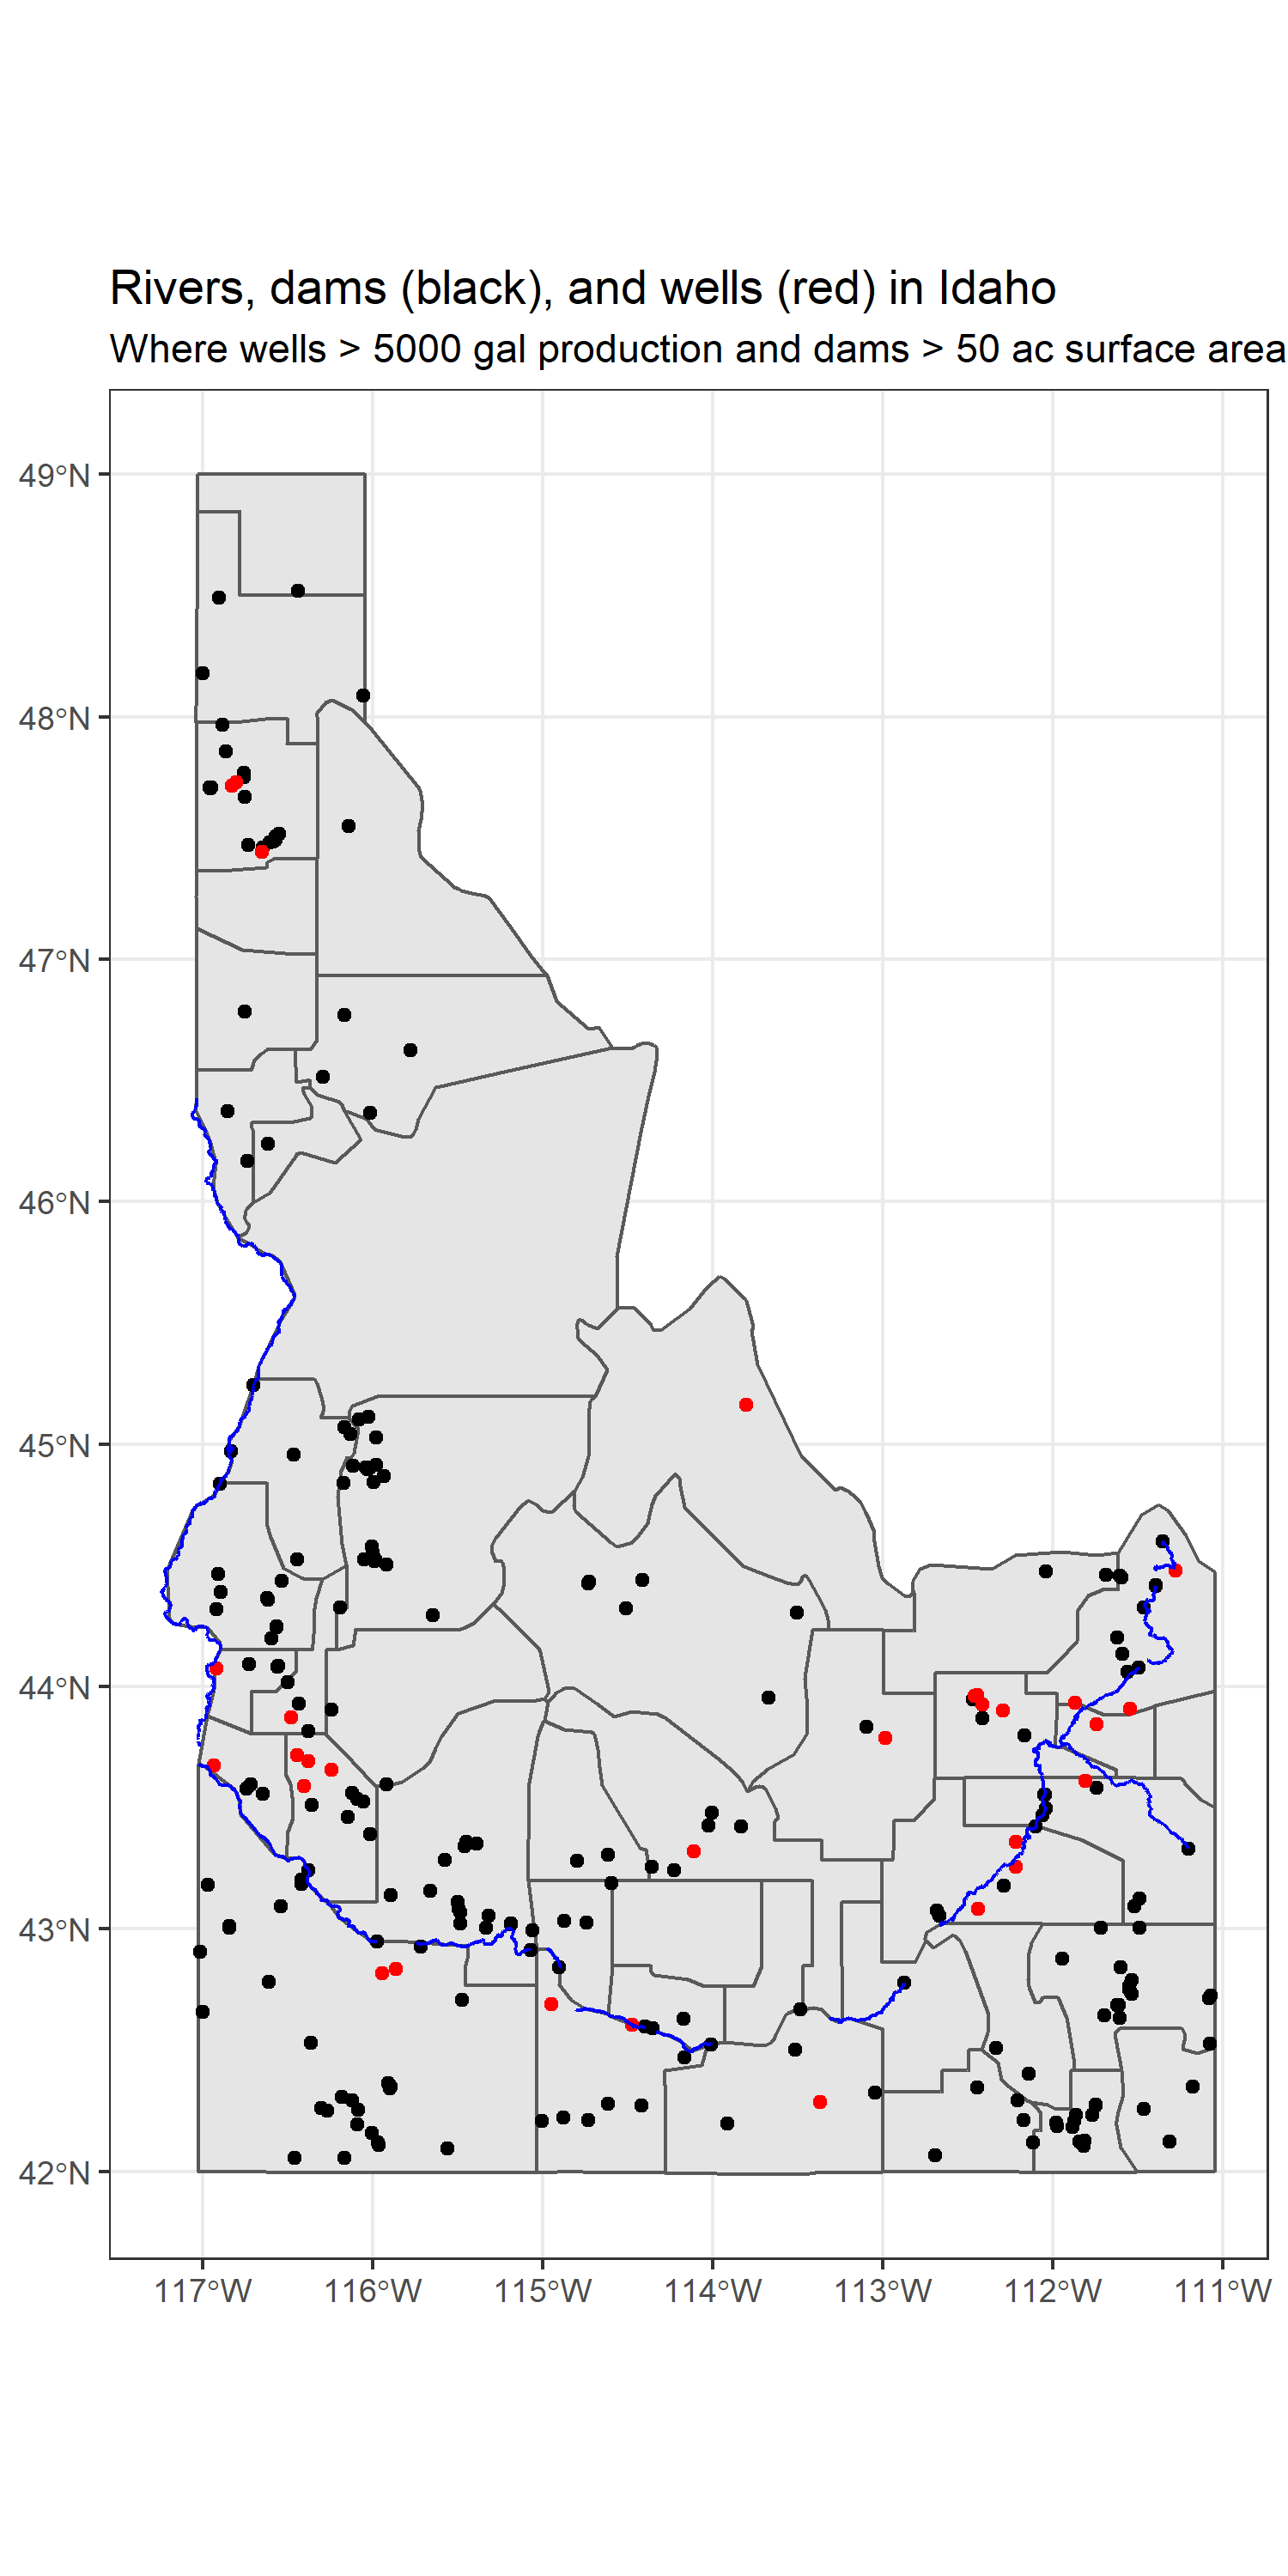 Rivers, dams (black), and wells (red) in Idaho
Where wells > 5000 gal production and dams > 50 ac surface area
49°N
48°N
47°N
46°N
45°N
44°N
43°N
42°N
117°W 116°W 115°W 114°W 113°W 112°W 111°W